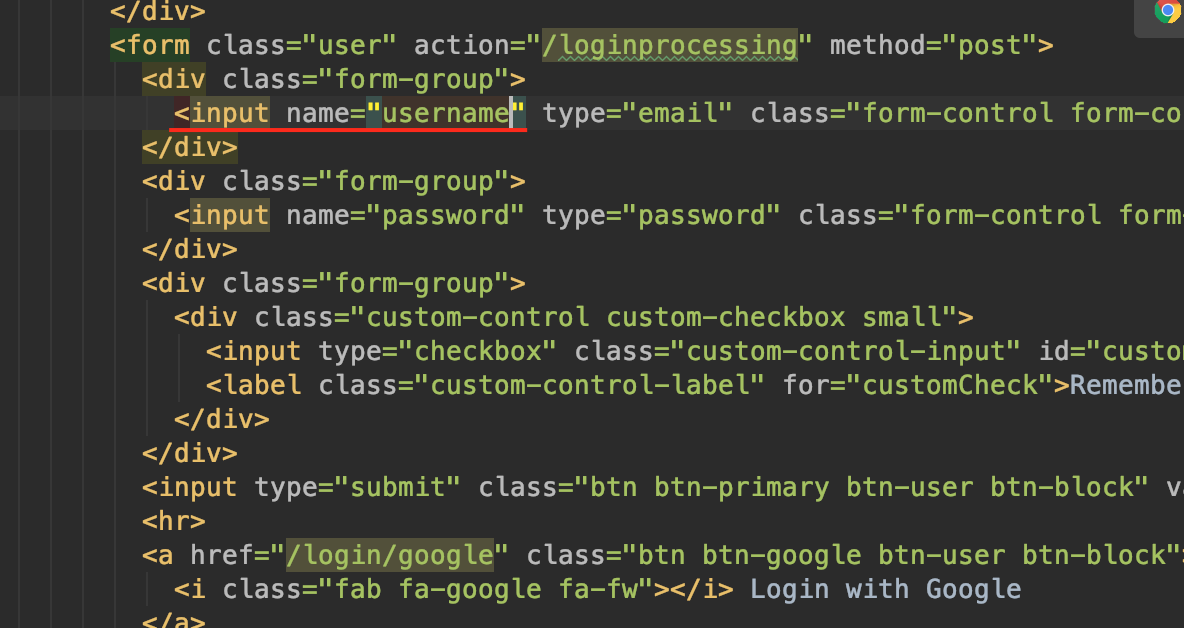 </div>
<form class="user" action="/loginprocessing" method="post">
<div class="form-group">
<input name="username" type="email" class="form-control form-co
</div>
<div class="form-group">
<input name="password" type="password" class="form-control form-
</div>
<div class="form-group">
<div class="custom-control custom-checkbox small">
<input type="checkbox" class="custom-control-input" id="custo
<label class="custom-control-label" for="customCheck">Remembe
</div>
</div>
<input type="submit" class="btn btn-primary btn-user btn-block" va
<hr>
<a href="/login/google" class="btn btn-google btn-user btn-block">
<i class="fab fa-google fa-fw"></i> Login with Google
</a>